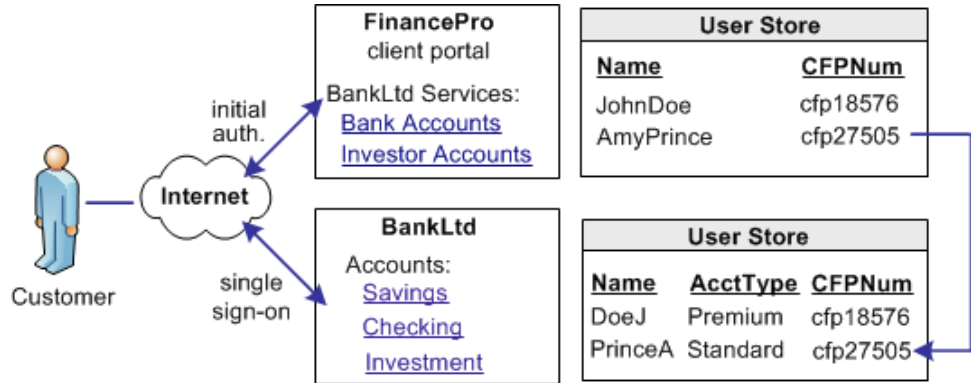 FinancePro
client portal
BankLtd Services:
Bank Accounts
Investor Accounts
User Store
Name CFPNum
JohnDoe cfp18576
AmyPrince cfp27505
initial
auth.
Internet
Customer
single
sign-on
BankLtd
Accounts:
Savings
Checking
Investment
User Store
Name AcctType CFPNum
DoeJ Premium cfp18576
PrinceA Standard cfp27505